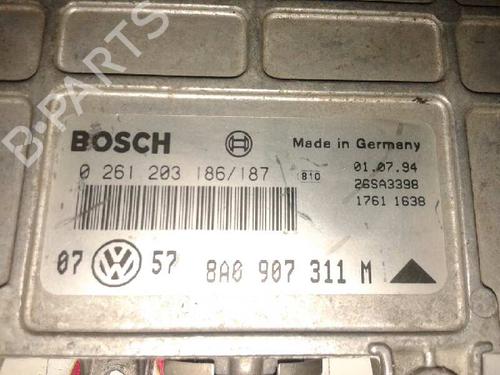 B-PARTS
BOSCH
Made in Germany
0 261 203 186/187
810
01.07.94
26SA3398
1761 1638
07 VW 57 8A0 907 311 M